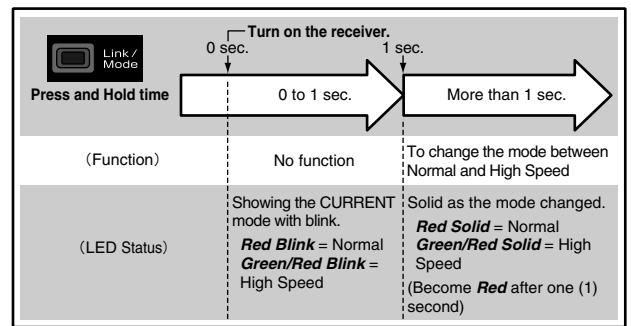 Turn on the receiver.
0 sec.
1 sec.
Link /
Mode
Press and Hold time
0 to 1 sec.
More than 1 sec.
(Function)
No function
To change the mode between
Normal and High Speed
(LED Status)
Showing the CURRENT
mode with blink.
Red Blink = Normal
Green/Red Blink =
High Speed
Solid as the mode changed.
Red Solid = Normal
Green/Red Solid = High
Speed
(Become Red after one (1)
second)